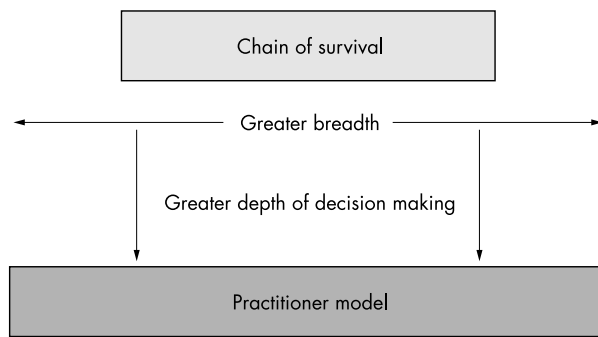 Chain of survival
Greater breadth
Greater depth of decision making
Practitioner model